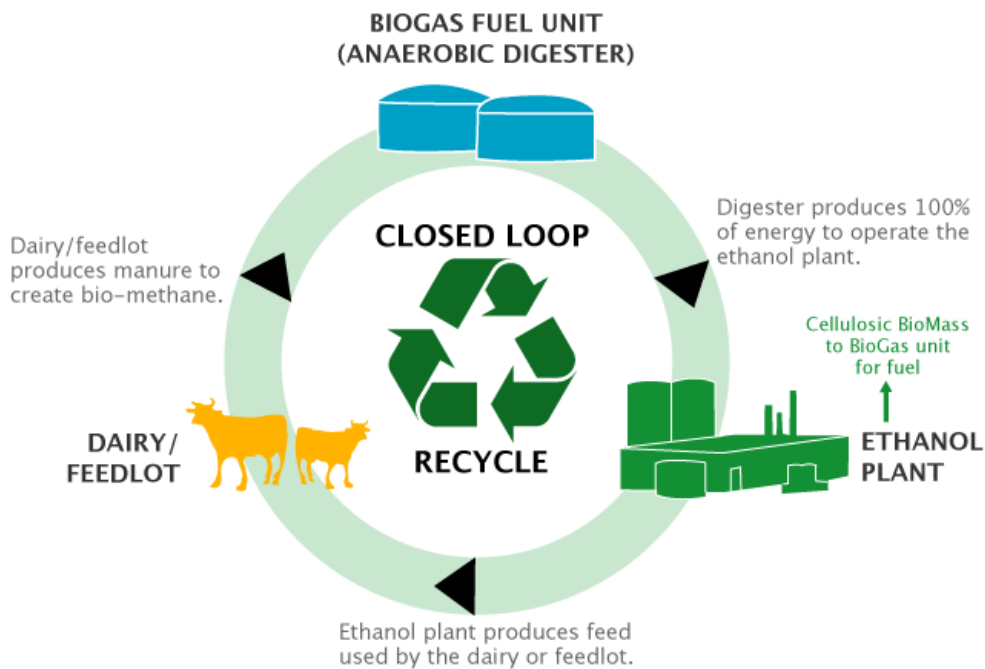 BIOGAS FUEL UNIT
(ANAEROBIC DIGESTER)
Digester produces 100%
of energy to operate the
ethanol plant.
Dairy/feedlot
produces manure to
create bio-methane.
CLOSED LOOP
RECYCLE
Cellulosic BioMass
to BioGas unit
for fuel
ETHANOL
PLANT
DAIRY/
FEEDLOT
Ethanol plant produces feed
used by the dairy or feedlot.